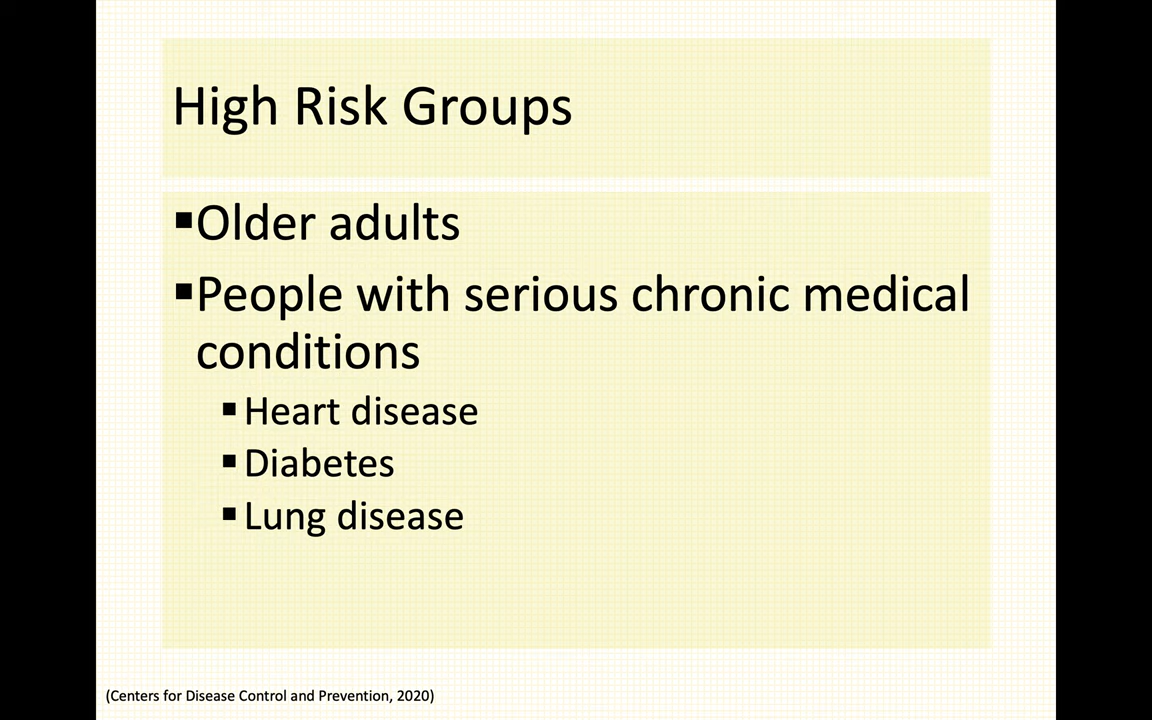 High Risk Groups
▪Older adults
▪People with serious chronic medical
conditions
▪Heart disease
▪Diabetes
▪Lung disease
(Centers for Disease Control and Prevention, 2020)